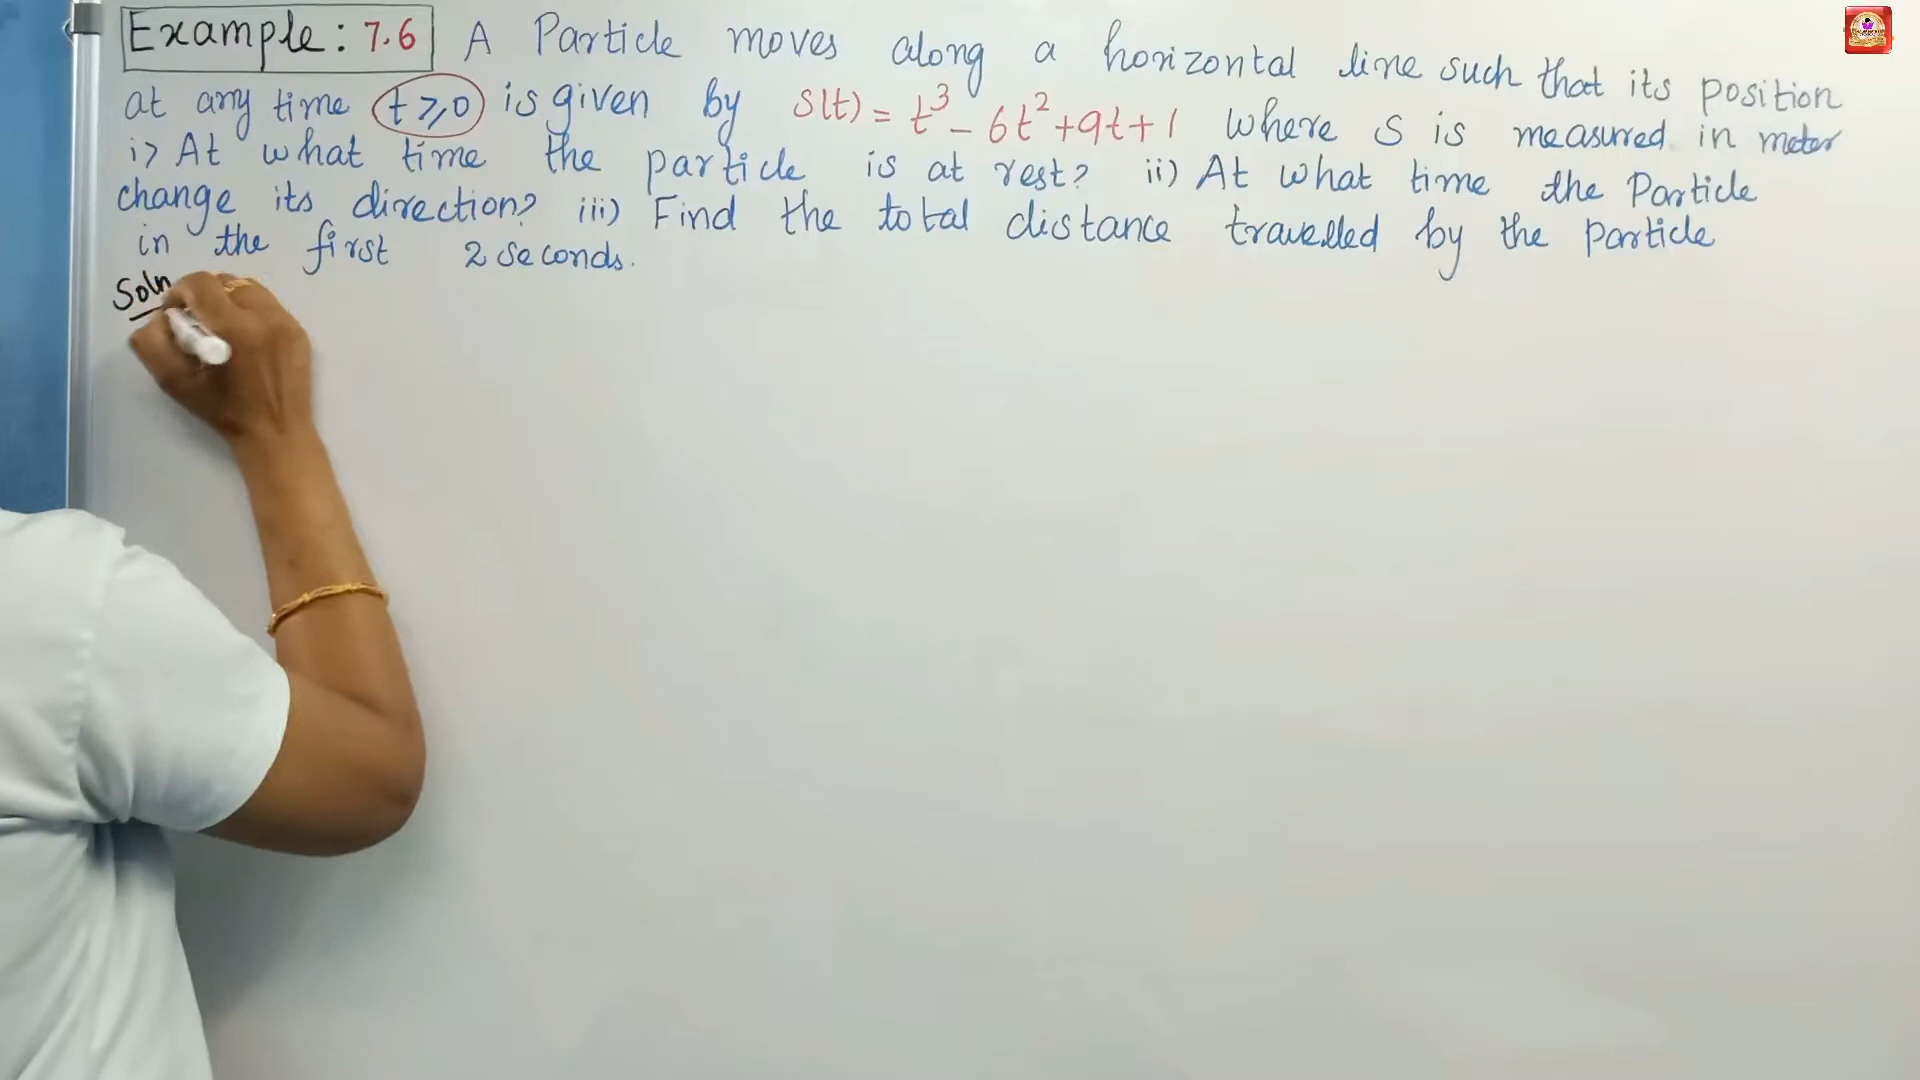 Example: 7.6 A Particle moves along a horizontal line such that its position
at any time t ≥ 0 is given by S(t) = t³ - 6t² + 9t + 1 where S is measured in meter
i) At what time the particle is at rest? ii) At what time the Particle
change its direction? iii) Find the total distance travelled by the particle
in the first 2 seconds.
Soln